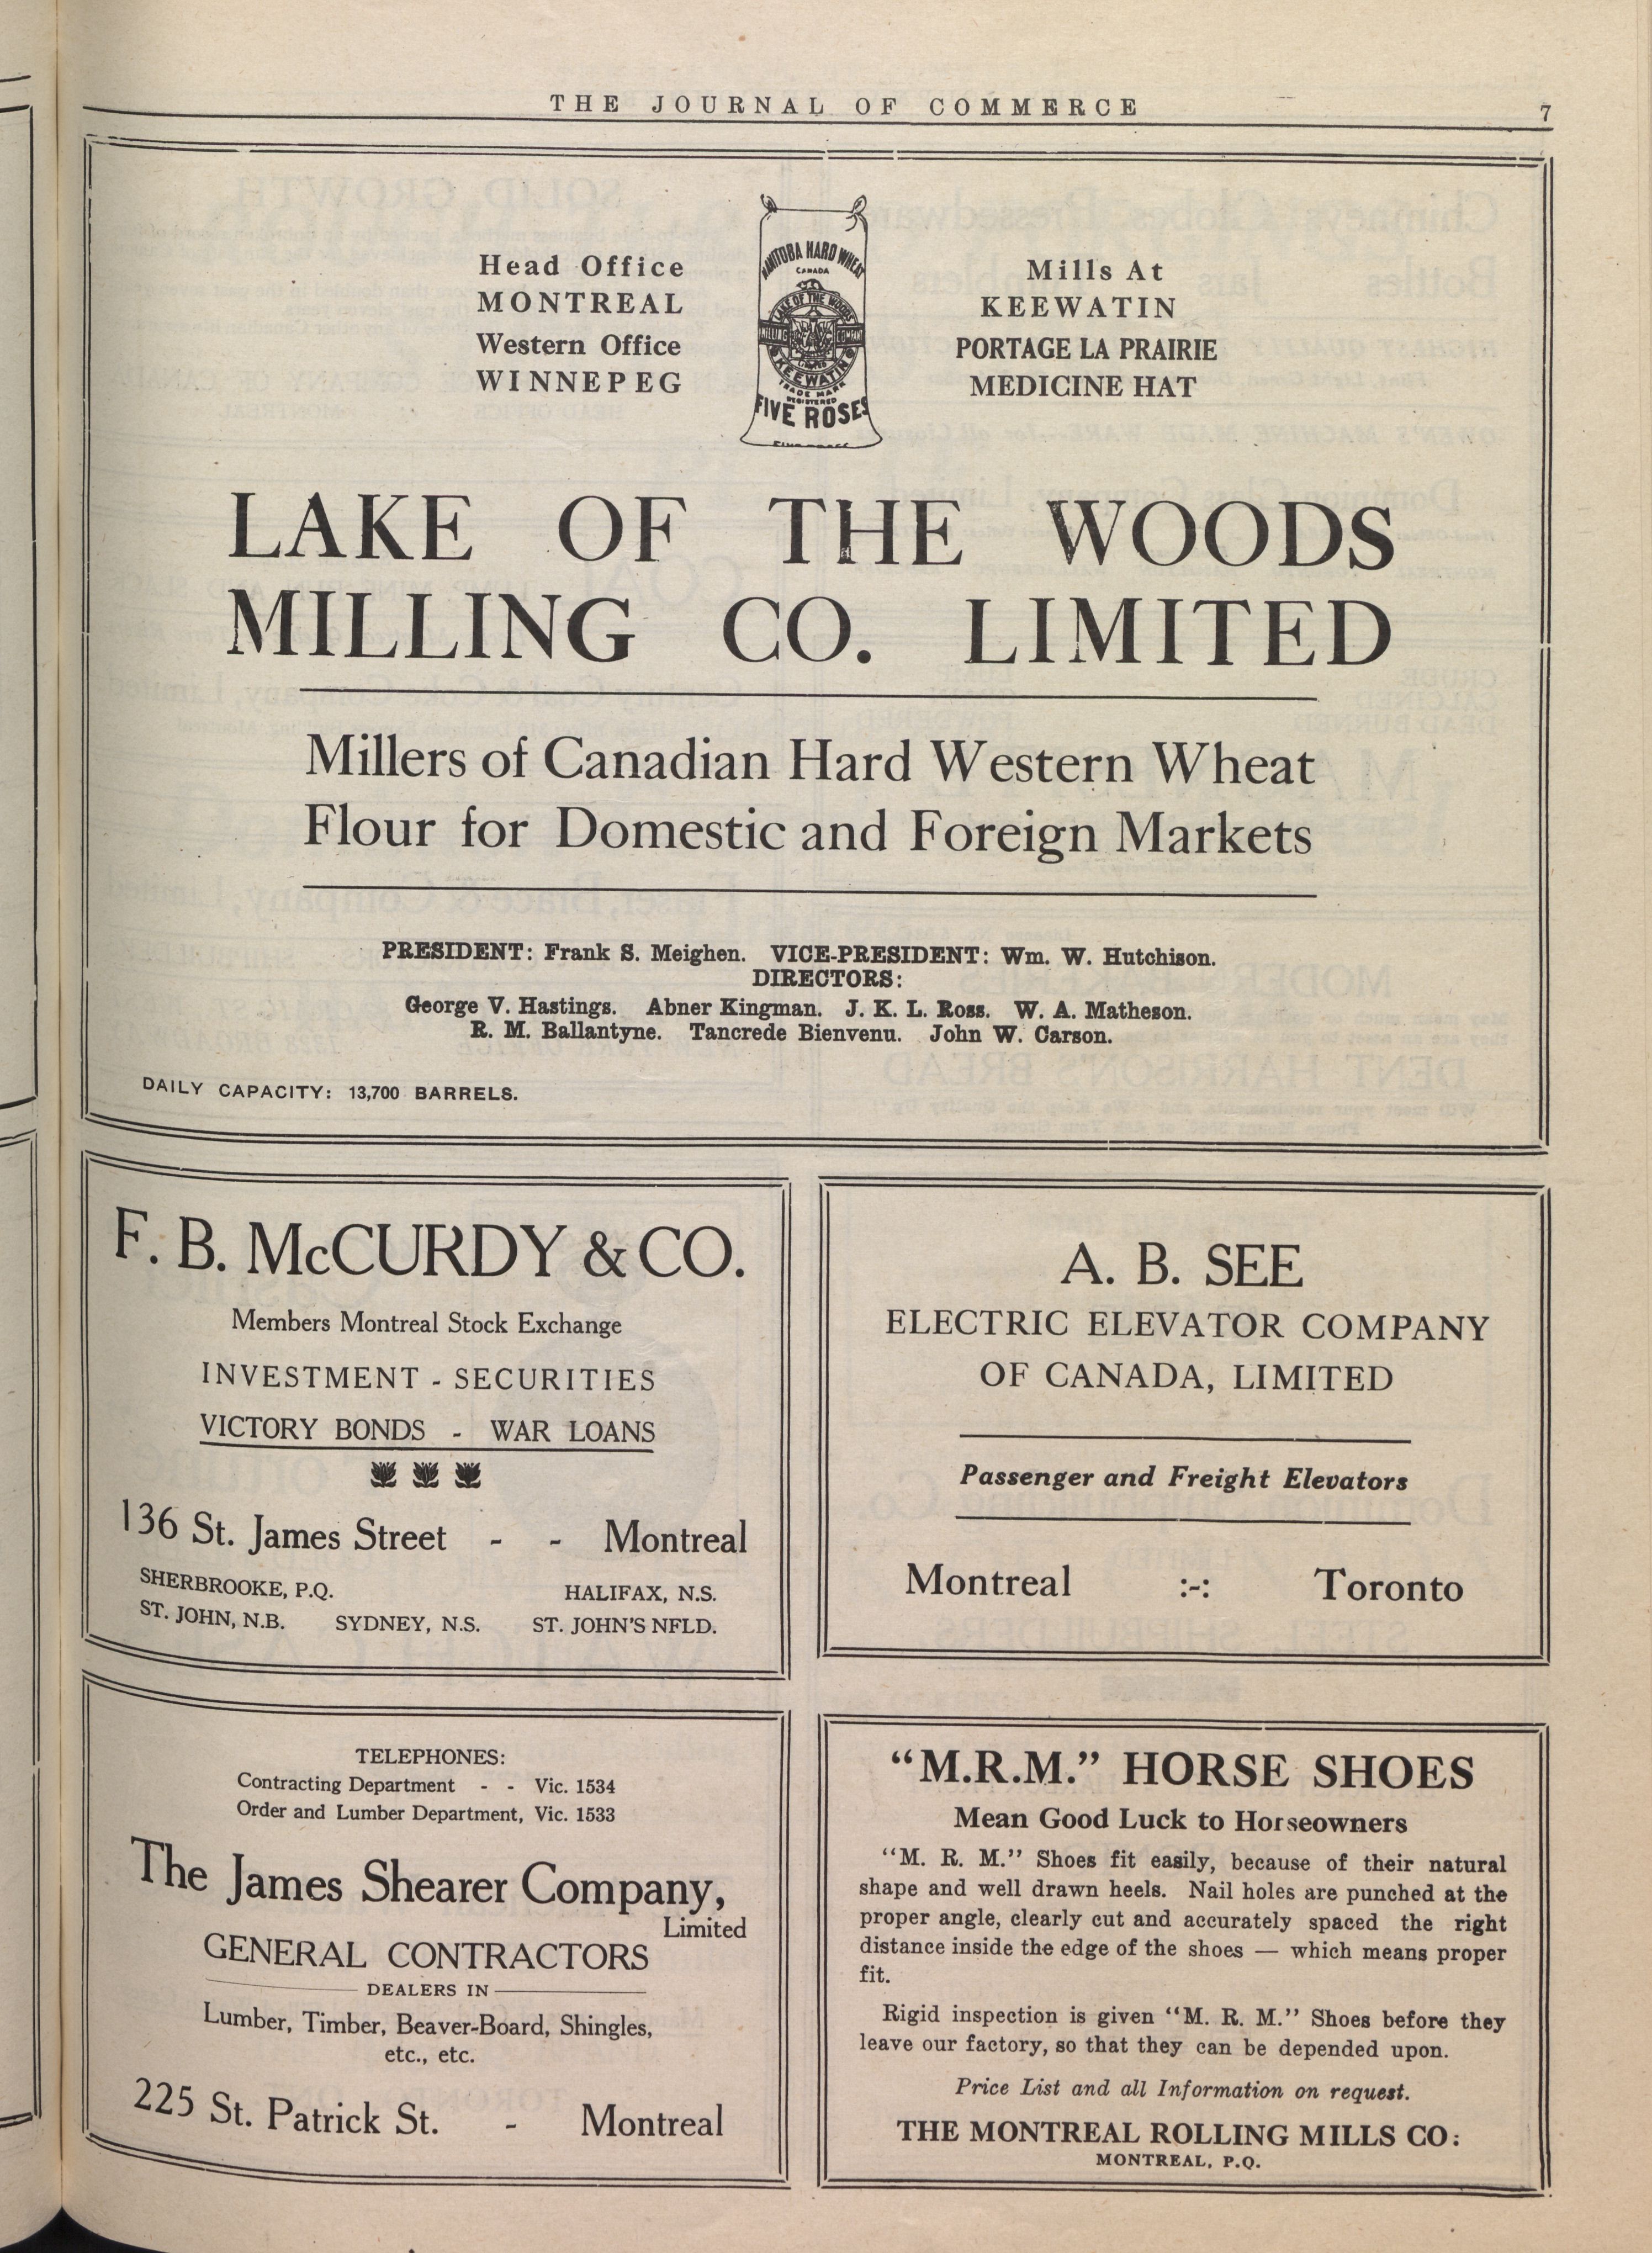 THE JOURNAL OF COMMERCE 7
Head Office
MONTREAL
Western Office
WINNEPEG
MANITOBA HARD WHEAT
CANADA
LAKE OF THE WOODS
KEEWATIN
TRADE MARK
REGISTERED
FIVE ROSES
Mills At
KEEWATIN
PORTAGE LA PRAIRIE
MEDICINE HAT
LAKE OF THE WOODS
MILLING CO. LIMITED
Millers of Canadian Hard Western Wheat
Flour for Domestic and Foreign Markets
PRESIDENT: Frank S. Meighen. VICE-PRESIDENT: Wm. W. Hutchison.
DIRECTORS:
George V. Hastings. Abner Kingman. J. K. L. Ross. W. A. Matheson.
R. M. Ballantyne. Tancrede Bienvenu. John W. Carson.
DAILY CAPACITY: 13,700 BARRELS.
F. B. McCURDY & CO.
Members Montreal Stock Exchange
INVESTMENT - SECURITIES
VICTORY BONDS - WAR LOANS
136 St. James Street - - Montreal
SHERBROOKE, P.Q. HALIFAX, N.S.
ST. JOHN, N.B. SYDNEY, N.S. ST. JOHN'S NFLD.
A. B. SEE
ELECTRIC ELEVATOR COMPANY
OF CANADA, LIMITED
Passenger and Freight Elevators
Montreal :-: Toronto
TELEPHONES:
Contracting Department - - Vic. 1534
Order and Lumber Department, Vic. 1533
The James Shearer Company,
Limited
GENERAL CONTRACTORS
DEALERS IN
Lumber, Timber, Beaver-Board, Shingles,
etc., etc.
225 St. Patrick St. - Montreal
"M.R.M." HORSE SHOES
Mean Good Luck to Horseowners
"M. R. M." Shoes fit easily, because of their natural
shape and well drawn heels. Nail holes are punched at the
proper angle, clearly cut and accurately spaced the right
distance inside the edge of the shoes — which means proper
fit.
Rigid inspection is given "M. R. M." Shoes before they
leave our factory, so that they can be depended upon.
Price List and all Information on request.
THE MONTREAL ROLLING MILLS CO:
MONTREAL, P.Q.